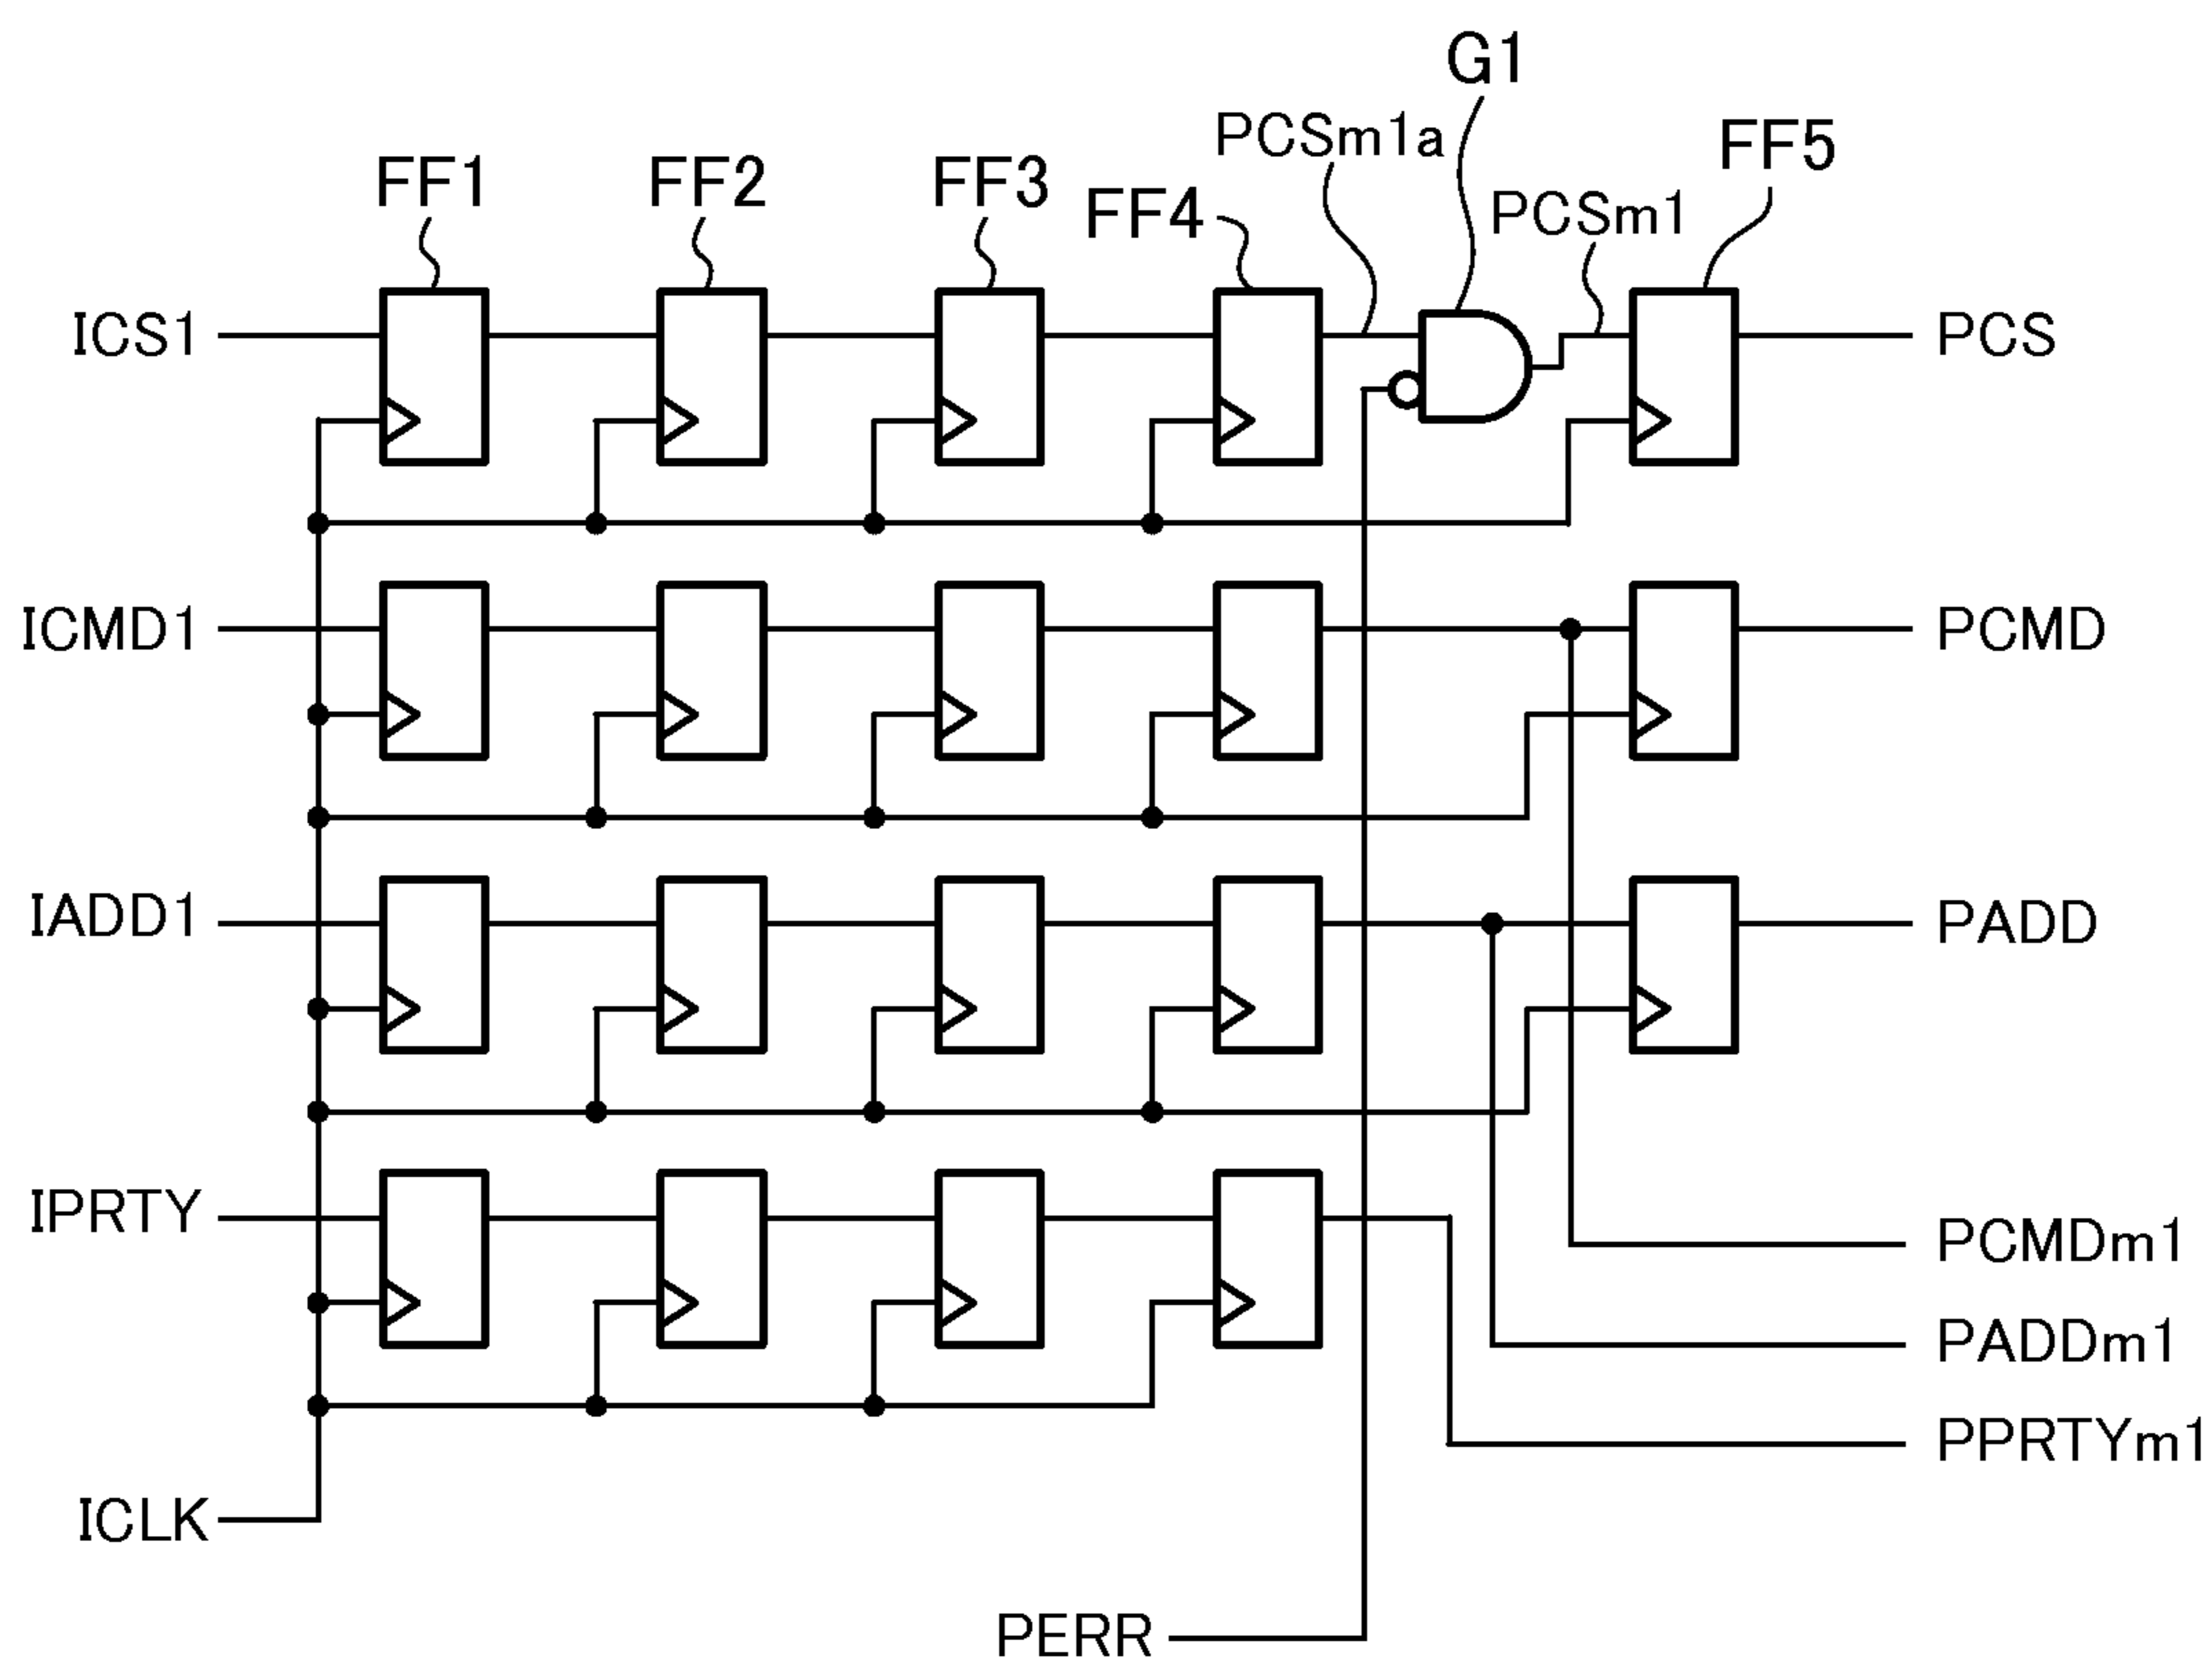 G1
PCSm1a
FF5
FF1
FF2
FF3
FF4
PCSm1
ICS1
PCS
ICMD1
PCMD
IADD1
PADD
IPRTY
PCMDm1
PADDm1
PPRTYm1
ICLK
PERR